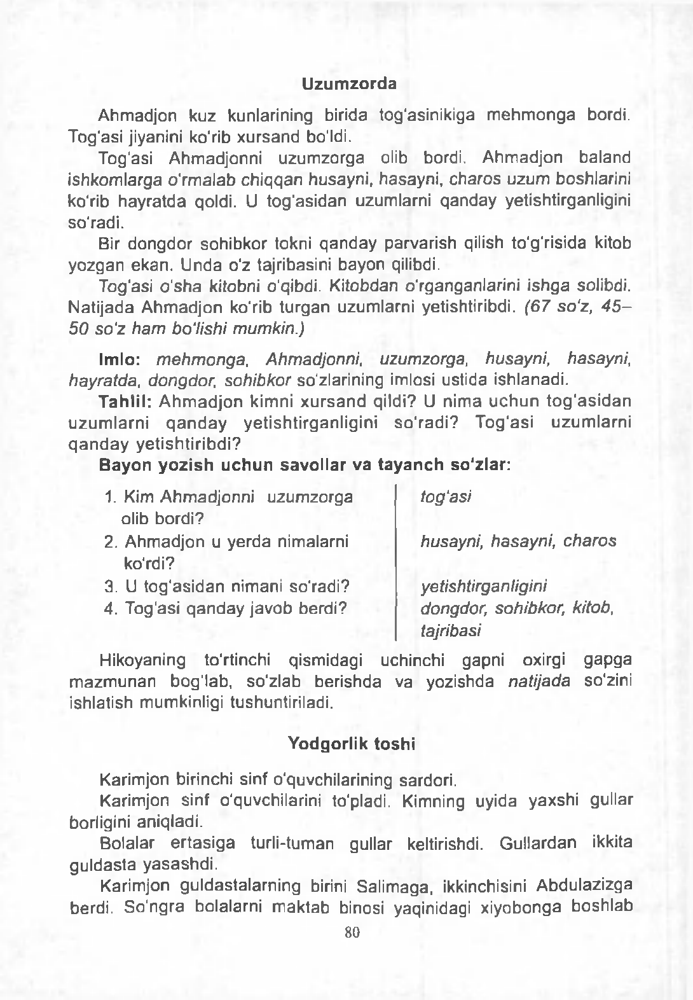 Uzumzorda
Ahmadjon kuz kunlarining birida tog'asinikiga mehmonga bordi.
Tog'asi jiyanini ko'rib xursand bo'ldi.
Tog'asi Ahmadjonni uzumzorga olib bordi. Ahmadjon baland
ishkomlarga o'rmalab chiqqan husayni, hasayni, charos uzum boshlarini
ko'rib hayratda qoldi. U tog'asidan uzumlarni qanday yetishtirganligini
so'radi.
Bir dongdor sohibkor tokni qanday parvarish qilish to'g'risida kitob
yozgan ekan. Unda o'z tajribasini bayon qilibdi.
Tog'asi o'sha kitobni o'qibdi. Kitobdan o'rganganlarini ishga solibdi.
Natijada Ahmadjon ko'rib turgan uzumlarni yetishtiribdi. (67 so'z, 45–
50 so'z ham bo'lishi mumkin.)
Imlo: mehmonga, Ahmadjonni, uzumzorga, husayni, hasayni,
hayratda, dongdor, sohibkor so'zlarining imlosi ustida ishlanadi.
Tahlil: Ahmadjon kimni xursand qildi? U nima uchun tog'asidan
uzumlarni qanday yetishtirganligini so'radi? Tog'asi uzumlarni
qanday yetishtiribdi?
Bayon yozish uchun savollar va tayanch so'zlar:
1. Kim Ahmadjonni uzumzorga tog'asi
olib bordi?
2. Ahmadjon u yerda nimalarni husayni, hasayni, charos
ko'rdi?
3. U tog'asidan nimani so'radi? yetishtirganligini
4. Tog'asi qanday javob berdi? dongdor, sohibkor, kitob,
tajribasi
Hikoyaning to'rtinchi qismidagi uchinchi gapni oxirgi gapga
mazmunan bog'lab, so'zlab berishda va yozishda natijada so'zini
ishlatish mumkinligi tushuntiriladi.
Yodgorlik toshi
Karimjon birinchi sinf o'quvchilarining sardori.
Karimjon sinf o'quvchilarini to'pladi. Kimning uyida yaxshi gullar
borligini aniqladi.
Bolalar ertasiga turli-tuman gullar keltirishdi. Gullardan ikkita
guldasta yasashdi.
Karimjon guldastalarning birini Salimaga, ikkinchisini Abdulazizga
berdi. So'ngra bolalarni maktab binosi yaqinidagi xiyobonga boshlab
80